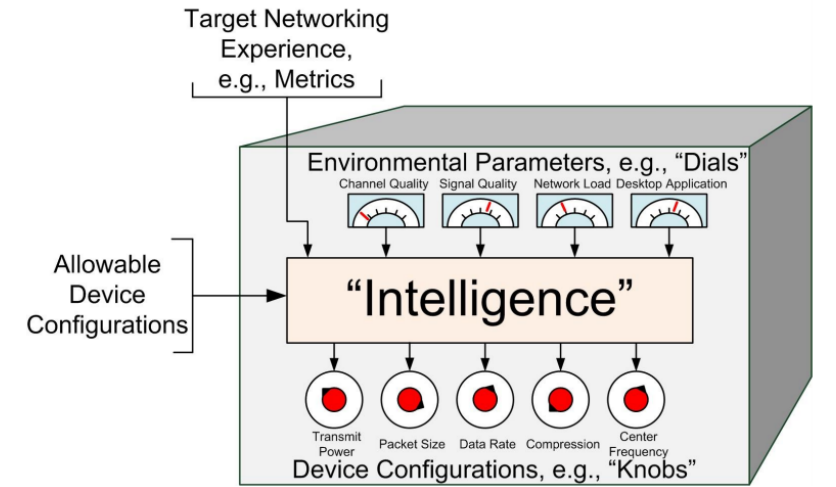 Target Networking
Experience,
e.g., Metrics
Environmental Parameters, e.g., “Dials”
Channel Quality Signal Quality Network Load Desktop Application
Allowable
Device
Configurations
“Intelligence”
Transmit
Power
Packet Size
Data Rate
Compression
Center
Frequency
Device Configurations, e.g., “Knobs”